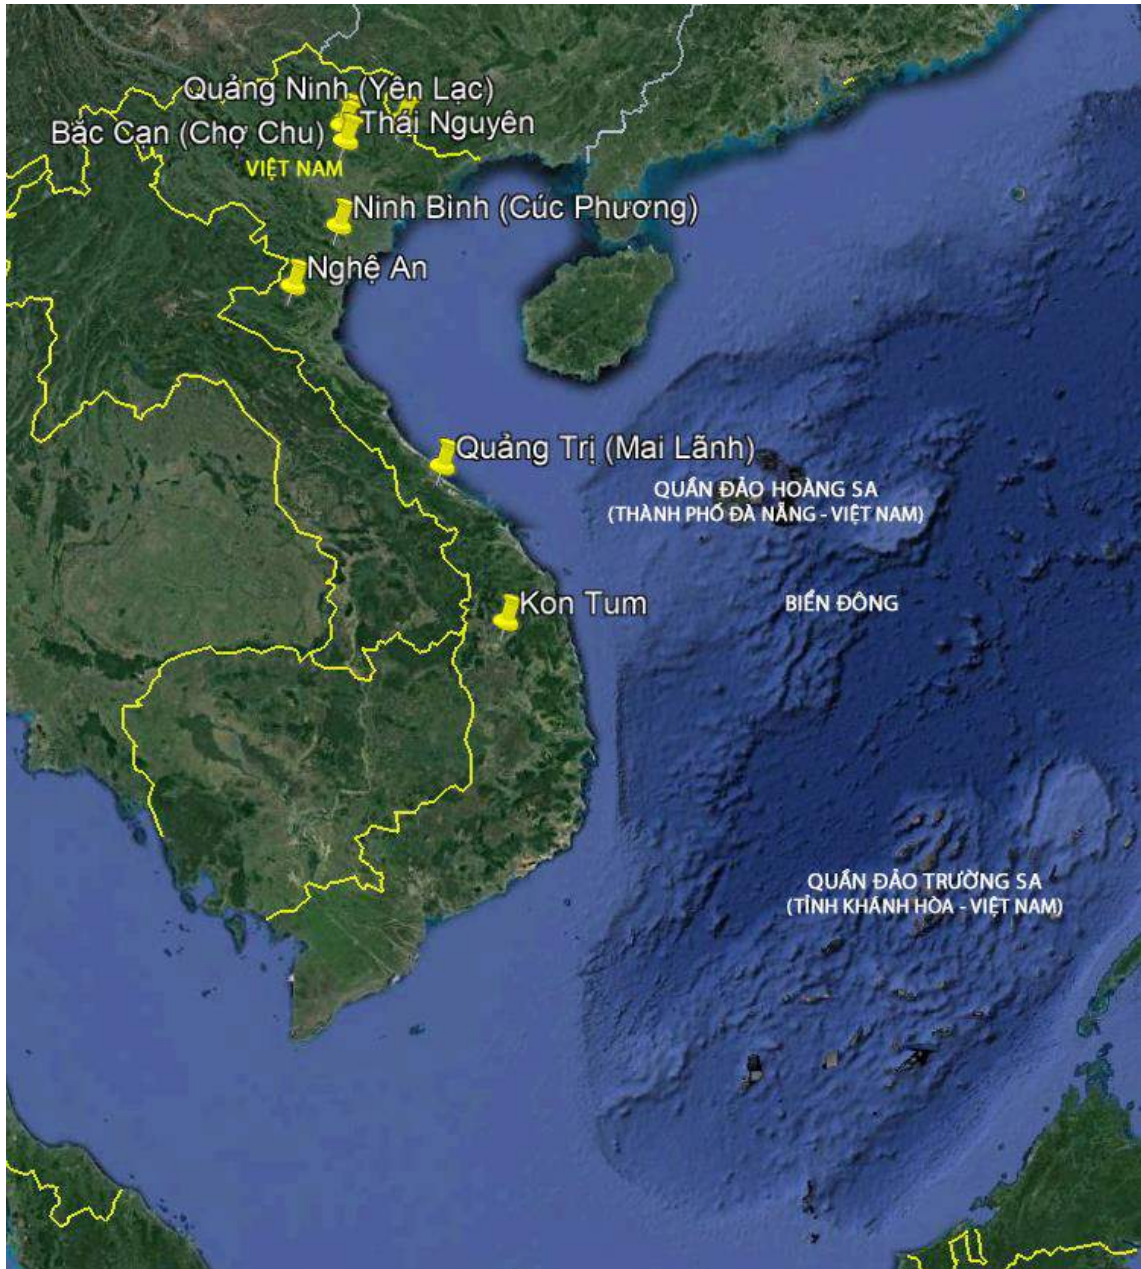 Quảng Ninh (Yên Lạc)
Bắc Cạn (Chợ Chu)
Thái Nguyên
VIỆT NAM
Ninh Bình (Cúc Phương)
Nghệ An
Quảng Trị (Mai Lãnh)
QUẦN ĐẢO HOÀNG SA
(THÀNH PHỐ ĐÀ NẴNG - VIỆT NAM)
BIỂN ĐÔNG
Kon Tum
QUẦN ĐẢO TRƯỜNG SA
(TỈNH KHÁNH HÒA - VIỆT NAM)